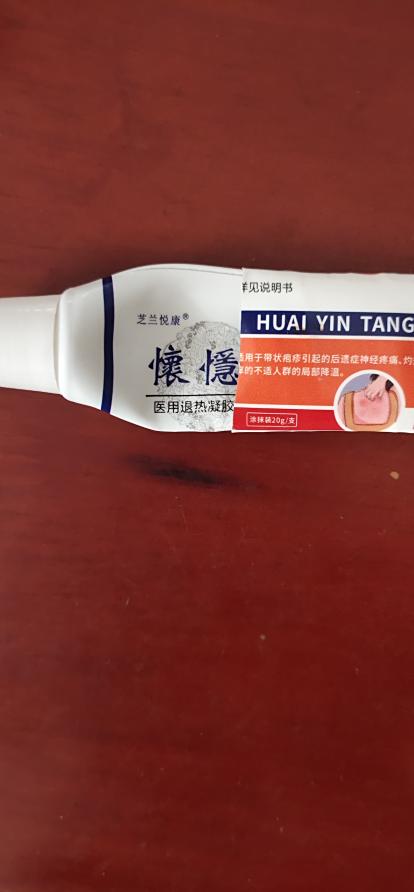 芝兰悦康®
懷憶
医用退热凝胶
详见说明书
HUAI YIN TANG
适用于带状疱疹引起的后遗症神经疼痛、灼
的不适人群的局部降温。
涂抹装20g/支